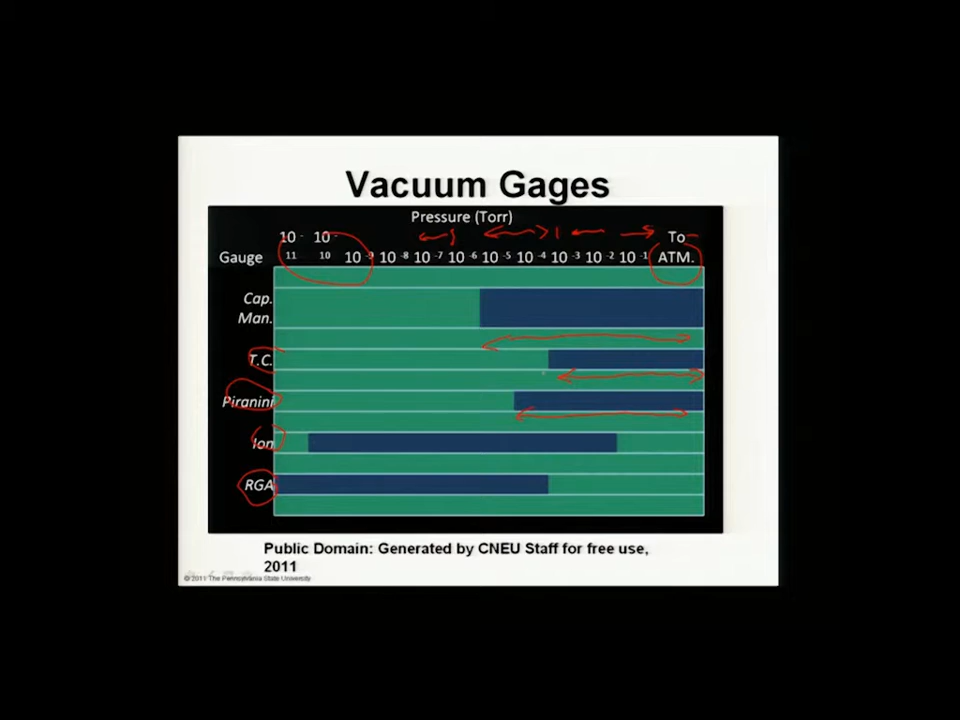 Vacuum Gages
Pressure (Torr)
10 - 10 - To
Gauge 11 10 10 -9 10 -8 10 -7 10 -6 10 -5 10 -4 10 -3 10 -2 10 -1 ATM.
Cap.
Man.
T.C.
Piranini
Ion
RGA
Public Domain: Generated by CNEU Staff for free use,
2011
© 2011 The Pennsylvania State University